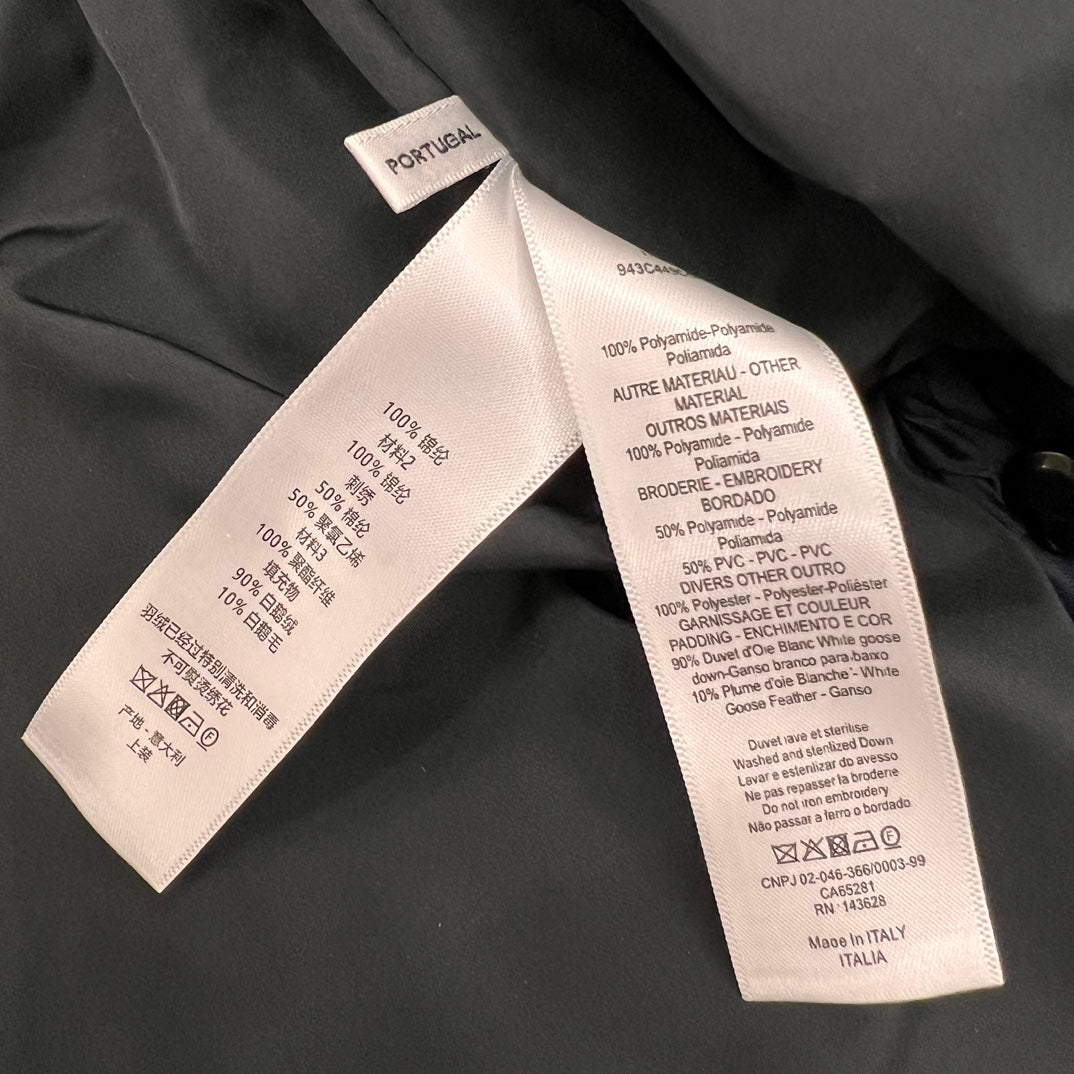 PORTUGAL
100% 锦纶
材料2
100% 锦纶
刺绣
50% 棉纶
50% 聚氯乙烯
材料3
100% 聚酯纤维
填充物
90% 白鹅绒
10% 白鹅毛
羽绒已经过特别清洗和消毒
不可熨烫绣花
F
产地 - 意大利
上装
100% Polyamide-Polyamide
Poliamida
AUTRE MATERIAU - OTHER
MATERIAL
OUTROS MATERIAIS
100% Polyamide - Polyamide
Poliamida
BRODERIE - EMBROIDERY
BORDADO
50% Polyamide - Polyamide
Poliamida
50% PVC - PVC - PVC
DIVERS OTHER OUTRO
100% Polyester - Polyester-Poliéster
GARNISSAGE ET COULEUR
PADDING - ENCHIMENTO E COR
90% Duvet d'Oie Blanc White goose
down-Ganso branco para baixo
10% Plume d'oie Blanche - White
Goose Feather - Ganso
Duvet lave et sterilise
Washed and sterilized Down
Lavar e esterilizar do avesso
Ne pas repasser la broderie
Do not iron embroidery
Não passar a ferro o bordado
F
CNPJ 02-046-366/0003-99
CA65281
RN 143628
Made In ITALY
ITALIA